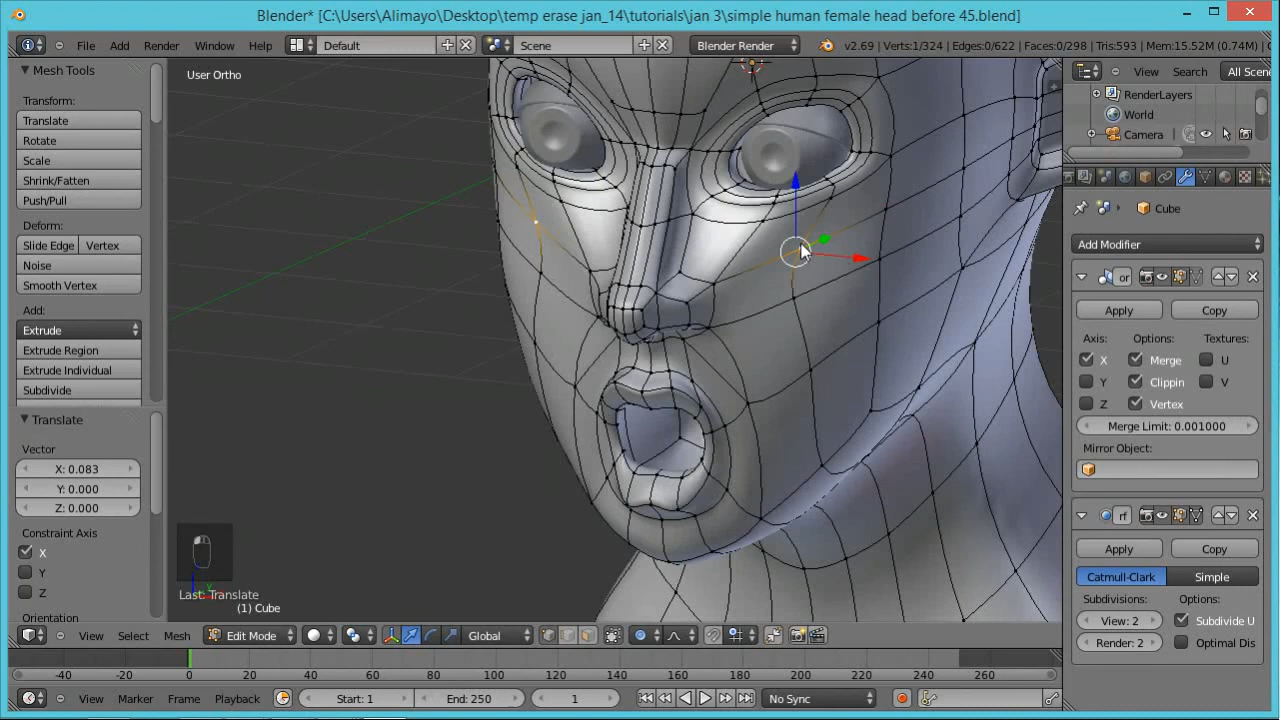 Blender* [C:\Users\Alimayo\Desktop\temp erase jan_14\tutorials\jan 3\simple human female head before 45.blend]
File Add Render Window Help Default Scene Blender Render v2.69 | Verts:1/324 | Edges:0/622 | Faces:0/298 | Tris:593 | Mem:15.52M (0.74M) | C
Mesh Tools
Transform:
Translate
Rotate
Scale
Shrink/Fatten
Push/Pull
Deform:
Slide Edge Vertex
Noise
Smooth Vertex
Add:
Extrude
Extrude Region
Extrude Individual
Subdivide
Translate
Vector
X: 0.083
Y: 0.000
Z: 0.000
Constraint Axis
X
Y
Z
Orientation
User Ortho
Last: Translate
(1) Cube
View Search All Scene
RenderLayers
World
Camera
Cube
Add Modifier
or
Apply Copy
Axis: Options: Textures:
X Merge U
Y Clippin V
Z Vertex
Merge Limit: 0.001000
Mirror Object:
rf
Apply Copy
Catmull-Clark Simple
Subdivisions: Options:
View: 2 Subdivide U
Render: 2 Optimal Dis
View Select Mesh Edit Mode Global
-40 -20 0 20 40 60 80 100 120 140 160 180 200 220 240 260
View Marker Frame Playback Start: 1 End: 250 1 No Sync